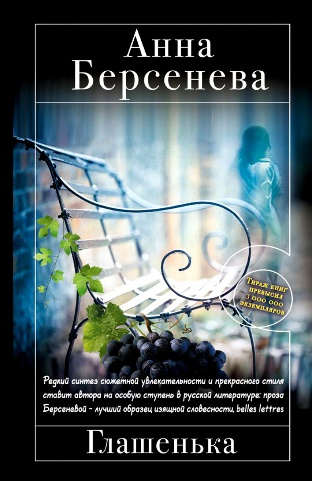 Анна
Берсенева
Тираж книг
превысил
3 000 000
экземпляров
Редкий синтез сюжетной увлекательности и прекрасного стиля
ставит автора на особую ступень в русской литературе: проза
Берсеневой - лучший образец изящной словесности, belles lettres
Глашенька